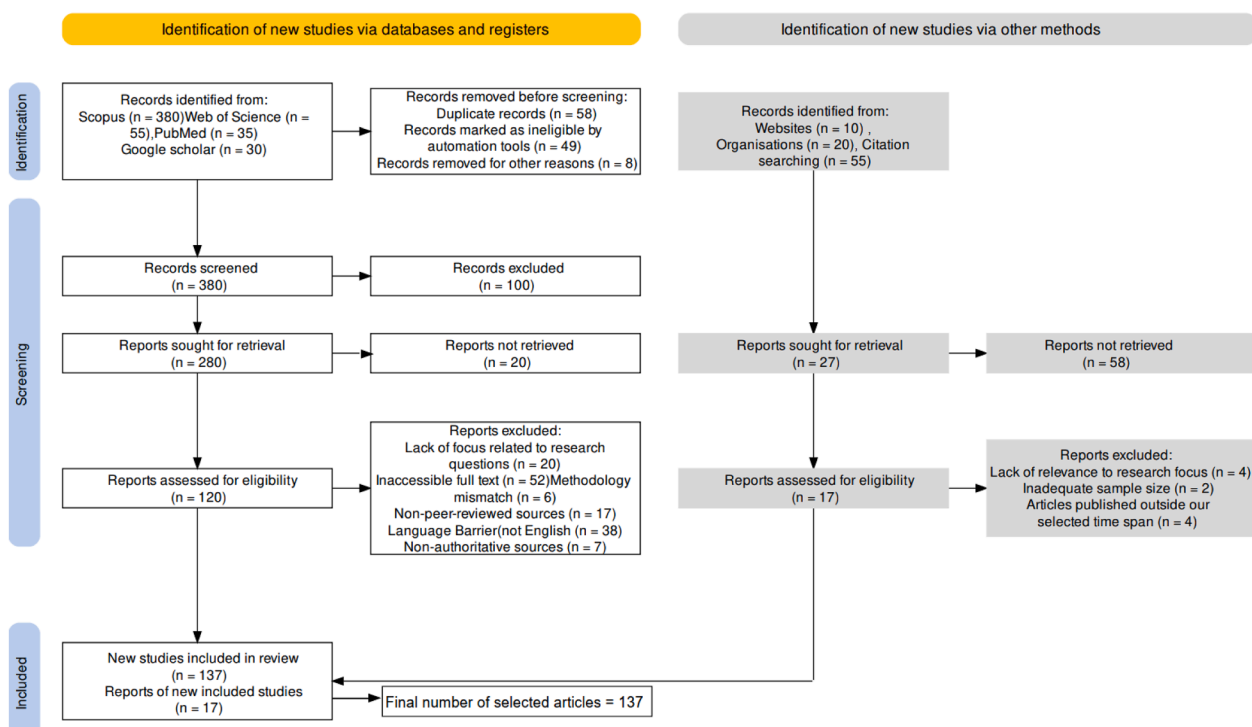 Identification of new studies via databases and registers
Identification of new studies via other methods
Identification
Records identified from:
Scopus (n = 380)Web of Science (n =
55),PubMed (n = 35)
Google scholar (n = 30)
Records removed before screening:
Duplicate records (n = 58)
Records marked as ineligible by
automation tools (n = 49)
Records removed for other reasons (n = 8)
Records identified from:
Websites (n = 10) ,
Organisations (n = 20), Citation
searching (n = 55)
Screening
Records screened
(n = 380)
Records excluded
(n = 100)
Reports sought for retrieval
(n = 280)
Reports not retrieved
(n = 20)
Reports sought for retrieval
(n = 27)
Reports not retrieved
(n = 58)
Reports assessed for eligibility
(n = 120)
Reports excluded:
Lack of focus related to research
questions (n = 20)
Inaccessible full text (n = 52)Methodology
mismatch (n = 6)
Non-peer-reviewed sources (n = 17)
Language Barrier(not English (n = 38)
Non-authoritative sources (n = 7)
Reports assessed for eligibility
(n = 17)
Reports excluded:
Lack of relevance to research focus (n = 4)
Inadequate sample size (n = 2)
Articles published outside our
selected time span (n = 4)
Included
New studies included in review
(n = 137)
Reports of new included studies
(n = 17)
Final number of selected articles = 137